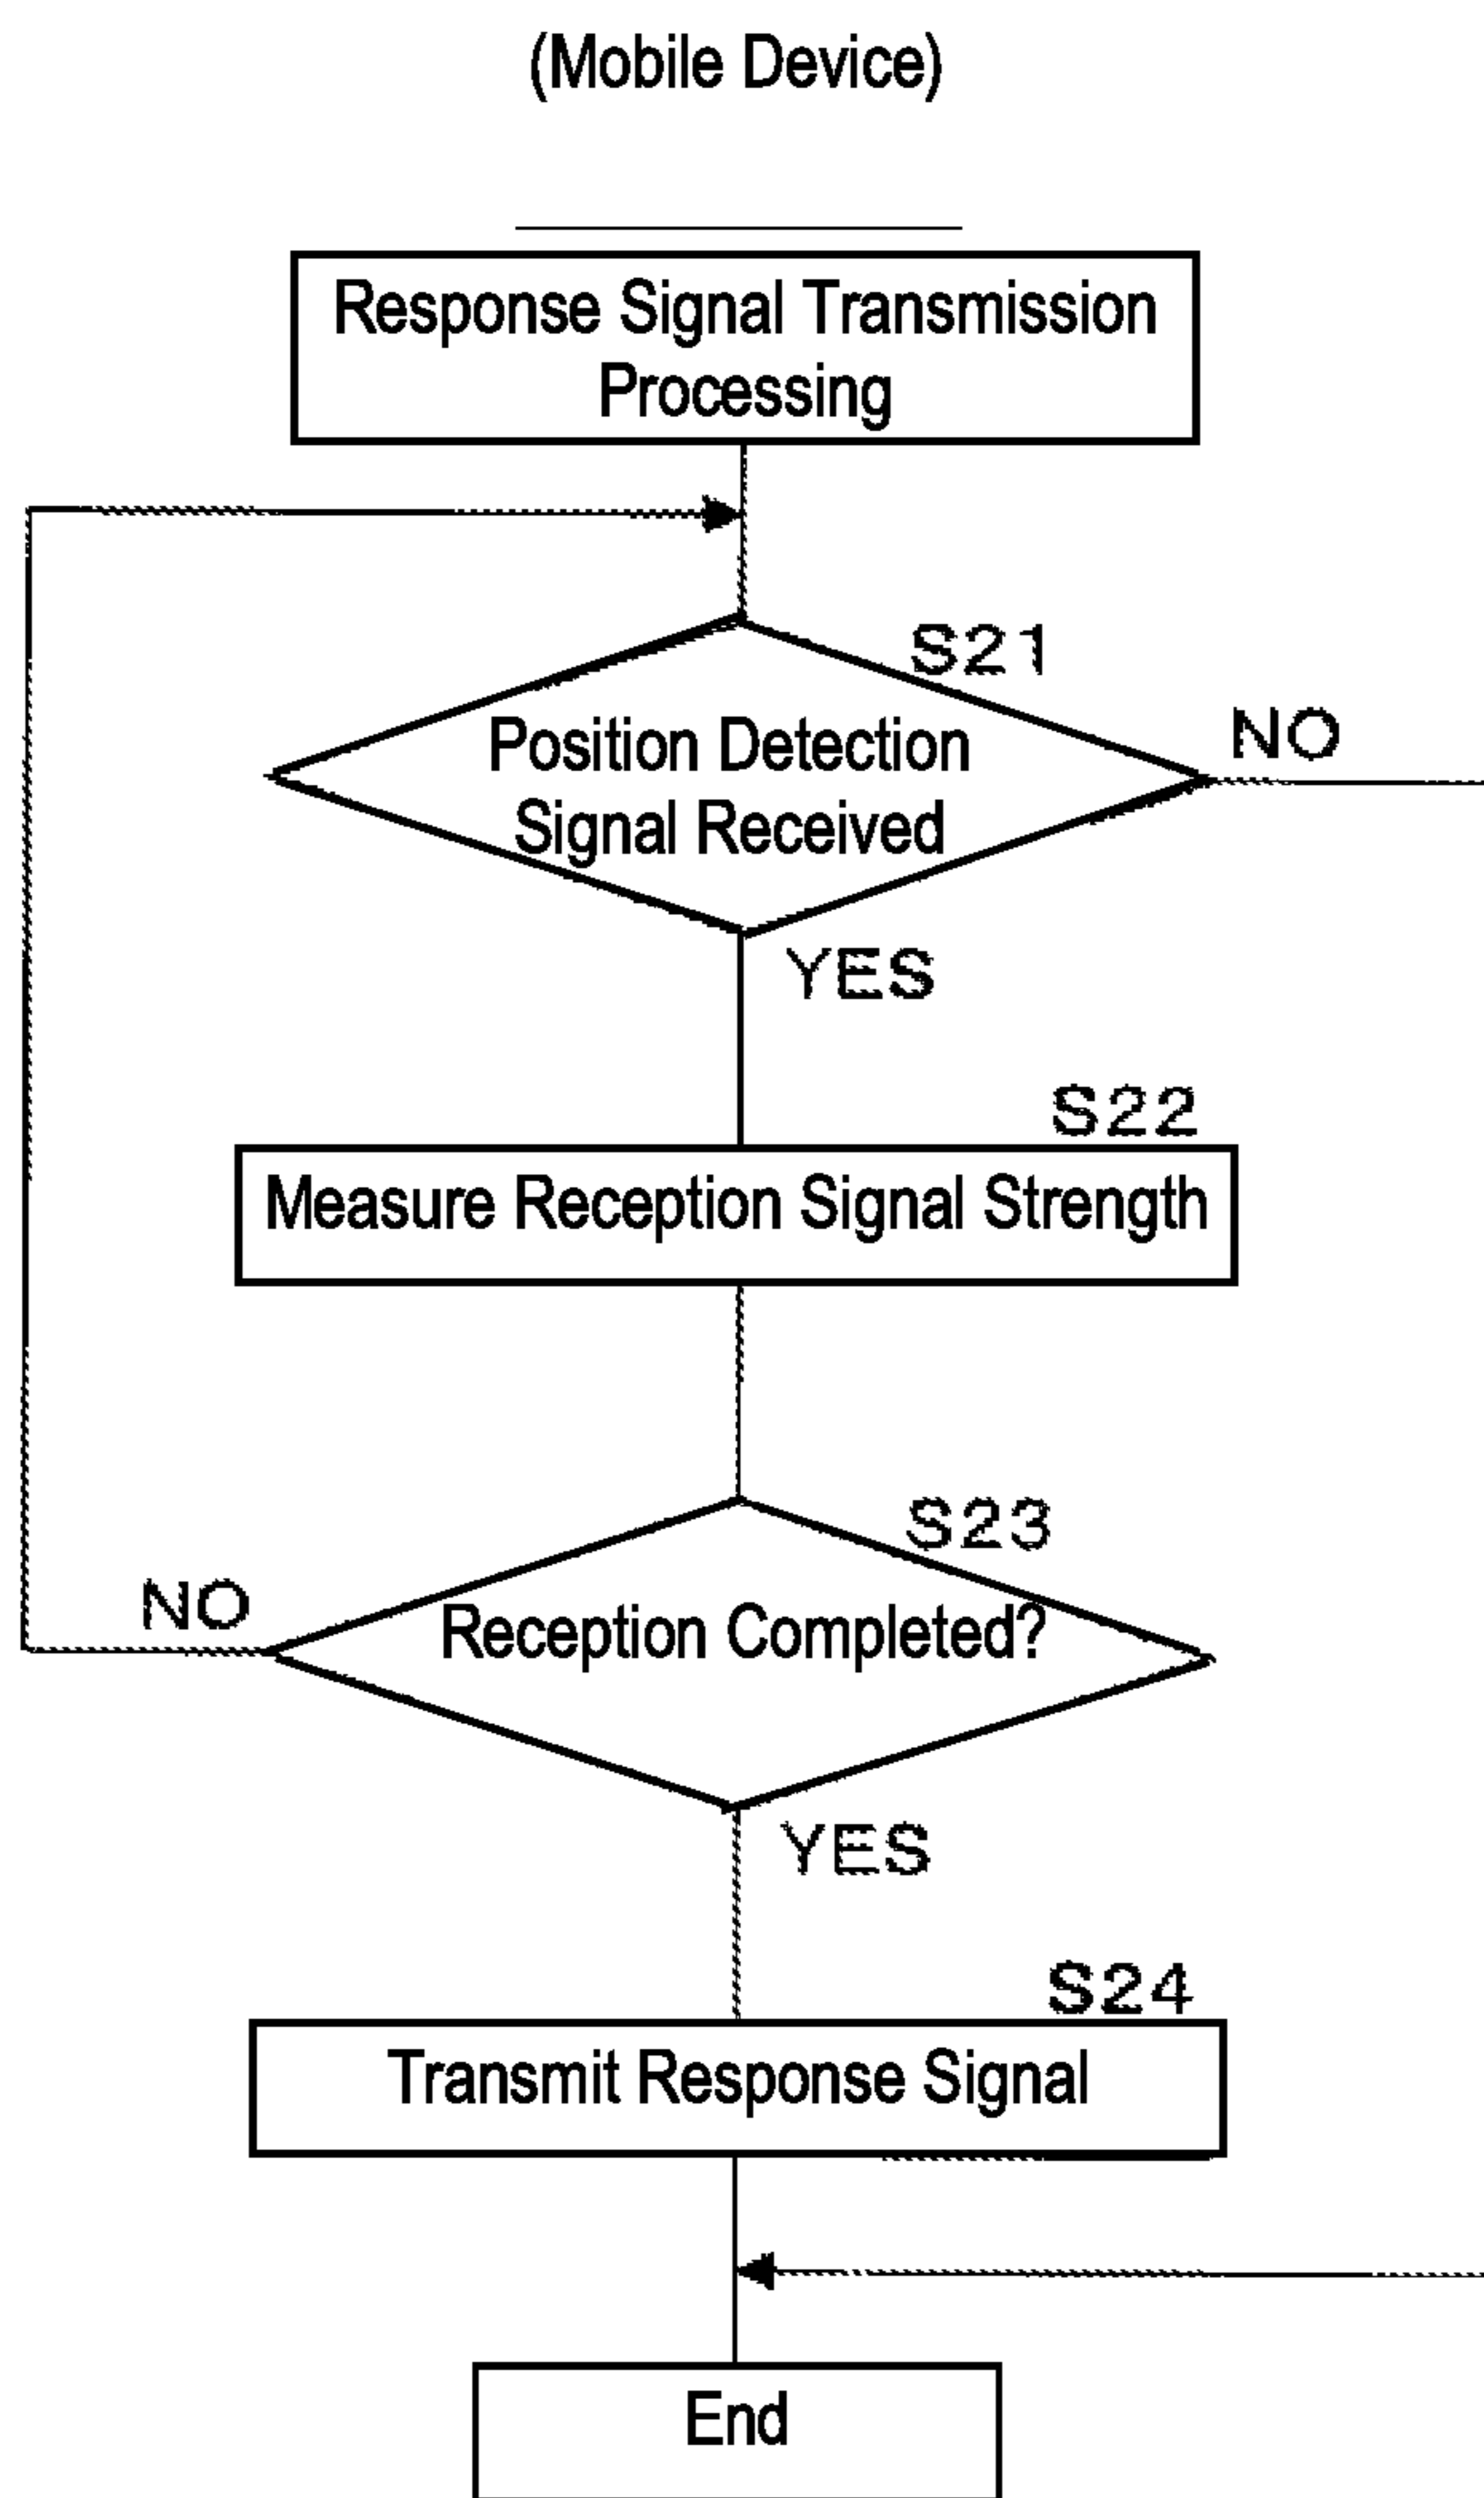 (Mobile Device)
Response Signal Transmission
Processing
S21
Position Detection
Signal Received
NO
YES
S22
Measure Reception Signal Strength
S23
Reception Completed?
NO
YES
S24
Transmit Response Signal
End